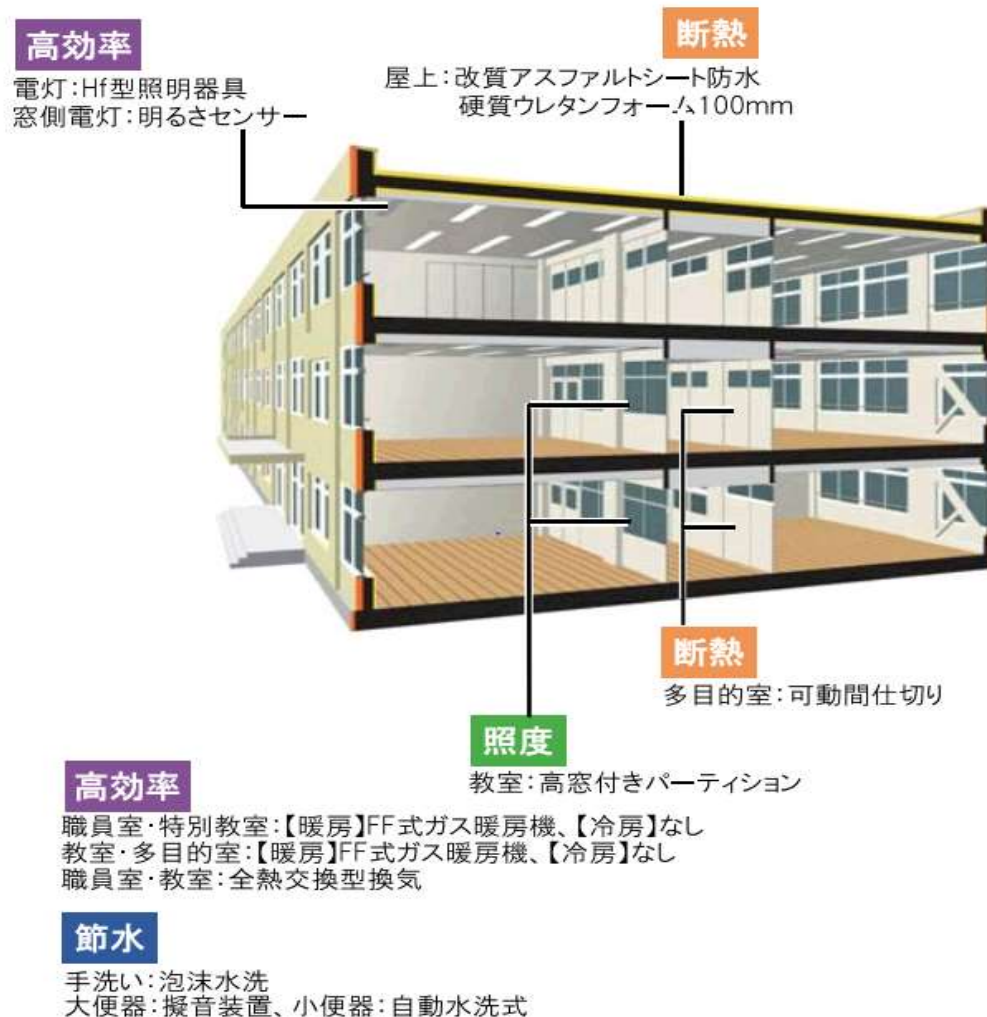 高効率
電灯：Hf型照明器具
窓側電灯：明るさセンサー
断熱
屋上：改質アスファルトシート防水
硬質ウレタンフォーム100mm
断熱
多目的室：可動間仕切り
照度
教室：高窓付きパーティション
高効率
職員室・特別教室：【暖房】FF式ガス暖房機、【冷房】なし
教室・多目的室：【暖房】FF式ガス暖房機、【冷房】なし
職員室・教室：全熱交換型換気
節水
手洗い：泡沫水洗
大便器：擬音装置、小便器：自動水洗式